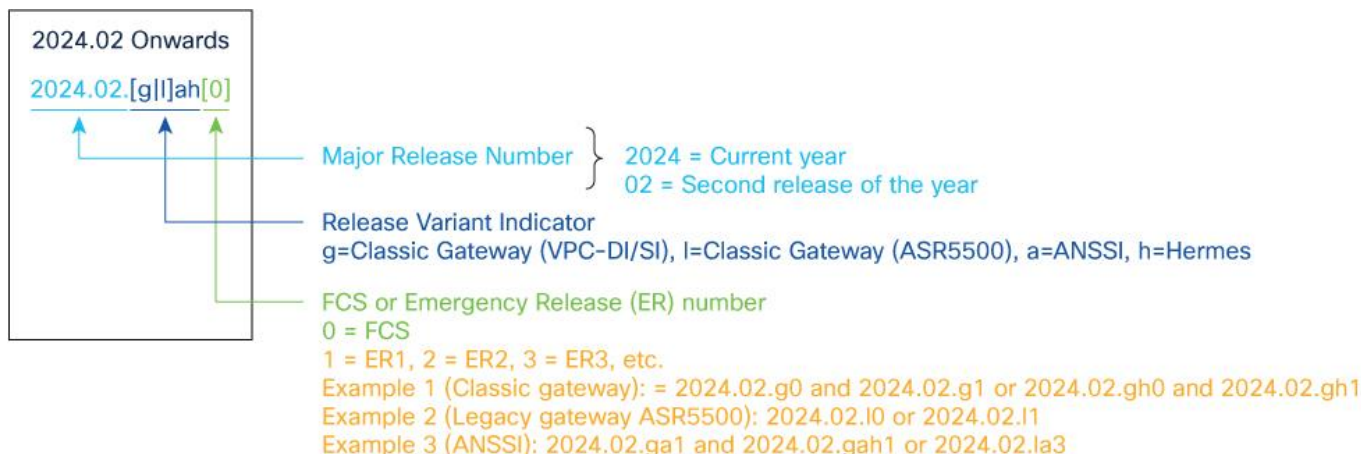 2024.02 Onwards
2024.02.[g|l]ah[0]
Major Release Number } 2024 = Current year
02 = Second release of the year
Release Variant Indicator
g=Classic Gateway (VPC-DI/SI), l=Classic Gateway (ASR5500), a=ANSSI, h=Hermes
FCS or Emergency Release (ER) number
0 = FCS
1 = ER1, 2 = ER2, 3 = ER3, etc.
Example 1 (Classic gateway): = 2024.02.g0 and 2024.02.g1 or 2024.02.gh0 and 2024.02.gh1
Example 2 (Legacy gateway ASR5500): 2024.02.l0 or 2024.02.l1
Example 3 (ANSSI): 2024.02.ga1 and 2024.02.gah1 or 2024.02.la3